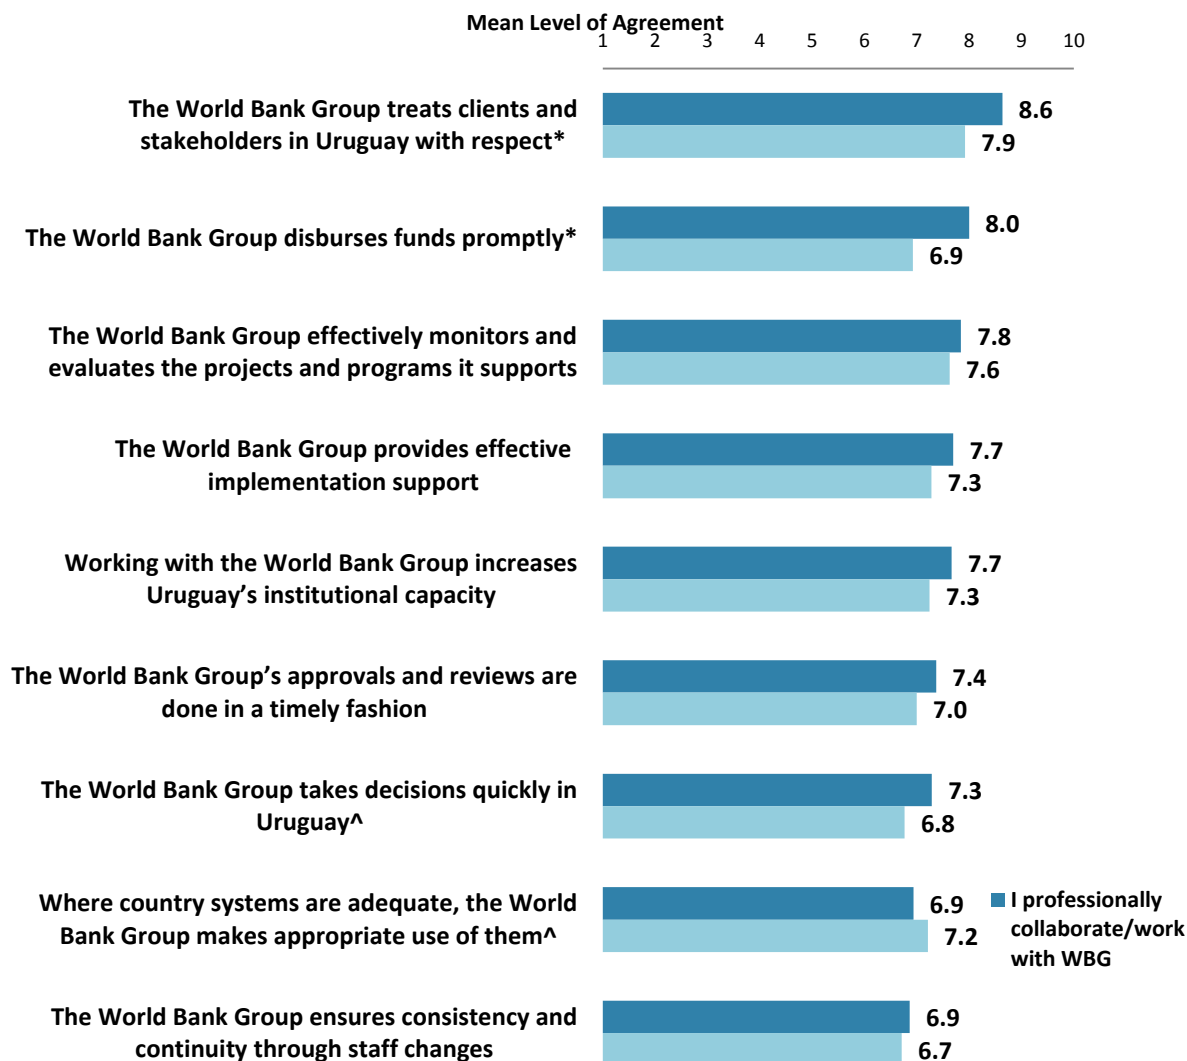 Mean Level of Agreement
1 2 3 4 5 6 7 8 9 10
The World Bank Group treats clients and
stakeholders in Uruguay with respect*
8.6
7.9
The World Bank Group disburses funds promptly*
8.0
6.9
The World Bank Group effectively monitors and
evaluates the projects and programs it supports
7.8
7.6
The World Bank Group provides effective
implementation support
7.7
7.3
Working with the World Bank Group increases
Uruguay’s institutional capacity
7.7
7.3
The World Bank Group’s approvals and reviews are
done in a timely fashion
7.4
7.0
The World Bank Group takes decisions quickly in
Uruguay^
7.3
6.8
Where country systems are adequate, the World
Bank Group makes appropriate use of them^
6.9
7.2
I professionally
collaborate/work
with WBG
The World Bank Group ensures consistency and
continuity through staff changes
6.9
6.7